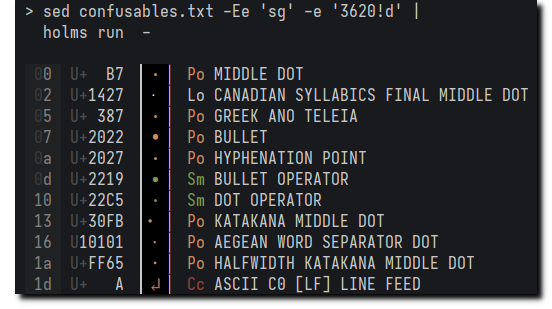 > sed confusables.txt -Ee 'sg' -e '3620!d' |
holms run -
00 U+ B7 · Po MIDDLE DOT
02 U+1427 ᐧ Lo CANADIAN SYLLABICS FINAL MIDDLE DOT
05 U+ 387 · Po GREEK ANO TELEIA
07 U+2022 • Po BULLET
0a U+2027 ‧ Po HYPHENATION POINT
0d U+2219 ∙ Sm BULLET OPERATOR
10 U+22C5 ⋅ Sm DOT OPERATOR
13 U+30FB ・ Po KATAKANA MIDDLE DOT
16 U10101 𐄁 Po AEGEAN WORD SEPARATOR DOT
1a U+FF65 ・ Po HALFWIDTH KATAKANA MIDDLE DOT
1d U+ A ↲ Cc ASCII C0 [LF] LINE FEED